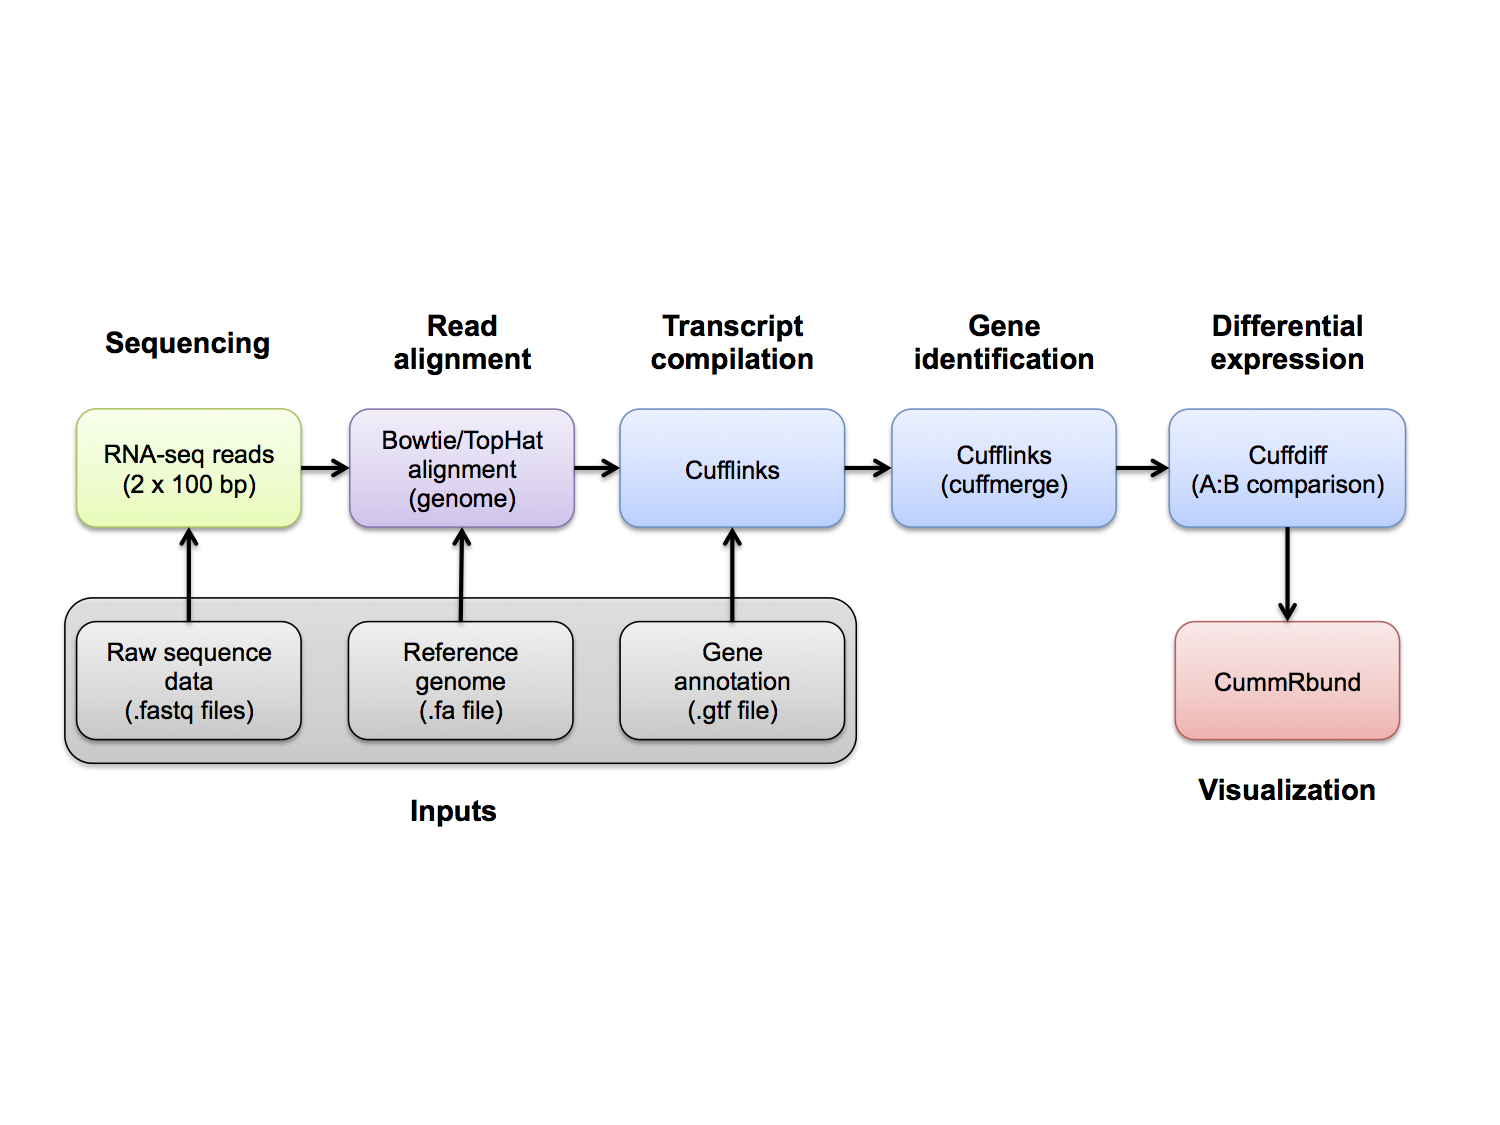 Sequencing
Read
alignment
Transcript
compilation
Gene
identification
Differential
expression
RNA-seq reads
(2 x 100 bp)
Bowtie/TopHat
alignment
(genome)
Cufflinks
Cufflinks
(cuffmerge)
Cuffdiff
(A:B comparison)
Raw sequence
data
(.fastq files)
Reference
genome
(.fa file)
Gene
annotation
(.gtf file)
CummRbund
Inputs
Visualization